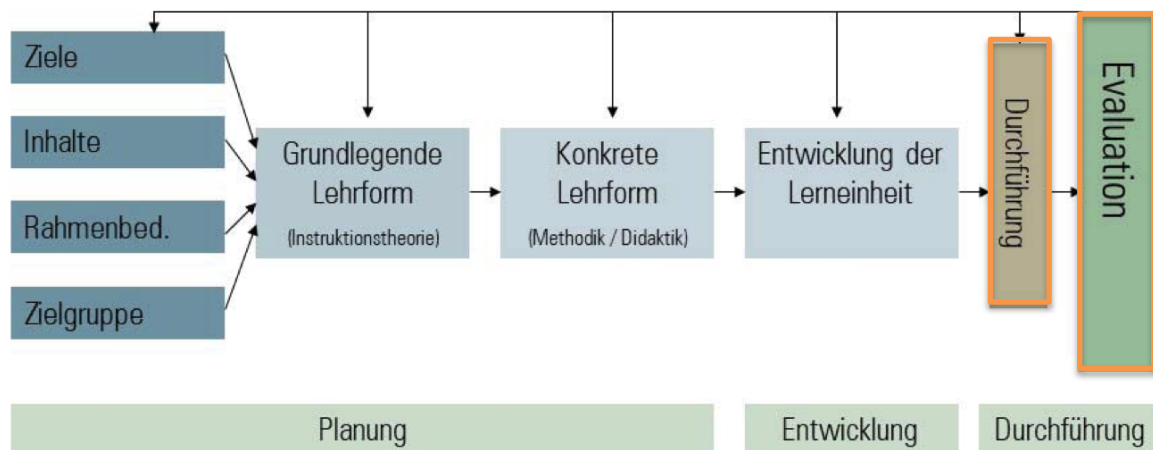 Ziele
Inhalte
Rahmenbed.
Zielgruppe
Grundlegende
Lehrform
(Instruktionstheorie)
Konkrete
Lehrform
(Methodik / Didaktik)
Entwicklung der
Lerneinheit
Durchführung
Evaluation
Planung
Entwicklung
Durchführung